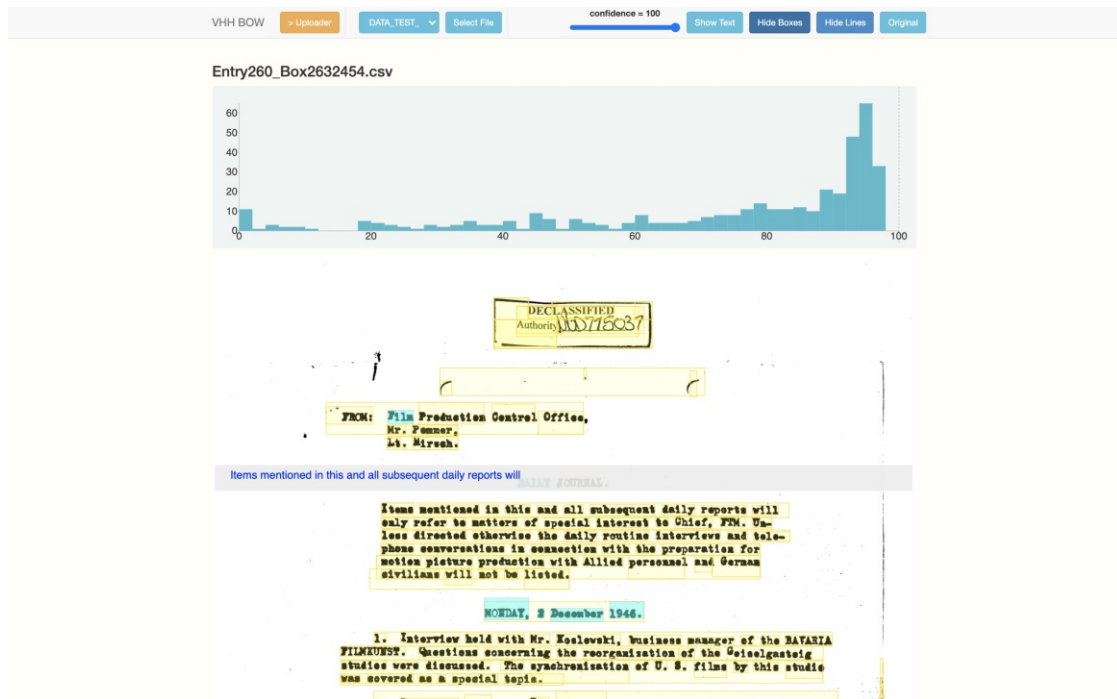 VHH BOW > Uploader DATA_TEST_ Select File confidence = 100 Show Text Hide Boxes Hide Lines Original
Entry260_Box2632454.csv
60
50
40
30
20
10
0
0 20 40 60 80 100
DECLASSIFIED
Authority NND775037
FROM: Film Production Control Office,
Mr. Pommer,
Lt. Hirsch.
Items mentioned in this and all subsequent daily reports will
DAILY JOURNAL.
Items mentioned in this and all subsequent daily reports will
only refer to matters of special interest to Chief, FTM. Un-
less directed otherwise the daily routine interviews and tele-
phone conversations in connection with the preparation for
motion picture production with Allied personnel and German
civilians will not be listed.
MONDAY, 2 December 1946.
1. Interview held with Mr. Koslowski, business manager of the BAVARIA
FILMKUNST. Questions concerning the reorganization of the Geiselgasteig
studios were discussed. The synchronization of U. S. films by this studio
was covered as a special topic.